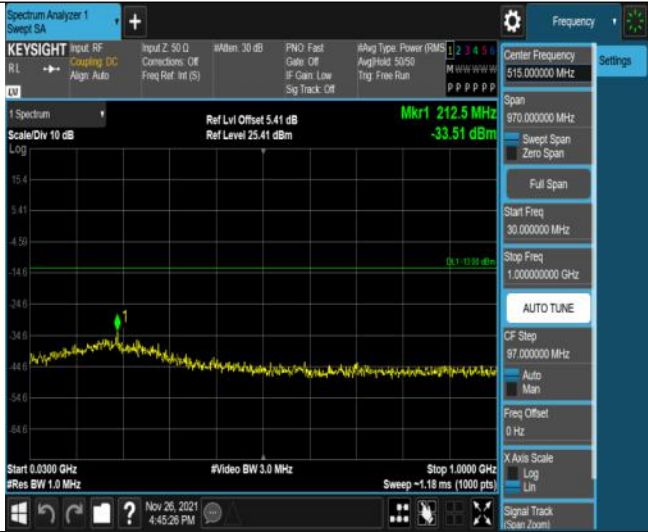 Spectrum Analyzer 1
Swept SA
+
Frequency
KEYSIGHT
RL
LV
Input: RF
Coupling: DC
Align: Auto
Input Z: 50 Ω
Corrections: Off
Freq Ref: Int (S)
#Atten: 30 dB
PNO: Fast
Gate: Off
IF Gain: Low
Sig Track: Off
#Avg Type: Power (RMS
Avg|Hold: 50/50
Trig: Free Run
1 2 3 4 5 6
M W W W W W
P P P P P P
Center Frequency
515.000000 MHz
Settings
Span
970.000000 MHz
Swept Span
Zero Span
Full Span
Start Freq
30.000000 MHz
Stop Freq
1.000000000 GHz
AUTO TUNE
CF Step
97.000000 MHz
Auto
Man
Freq Offset
0 Hz
X Axis Scale
Log
Lin
Signal Track
(Span Zoom)
1 Spectrum
Scale/Div 10 dB
Log
Ref Lvl Offset 5.41 dB
Ref Level 25.41 dBm
Mkr1 212.5 MHz
-33.51 dBm
15.4
5.41
-4.59
DL1 -13.00 dBm
-14.6
-24.6
1
-34.6
-44.6
-54.6
-64.6
Start 0.0300 GHz
#Res BW 1.0 MHz
#Video BW 3.0 MHz
Stop 1.0000 GHz
Sweep ~1.18 ms (1000 pts)
?
Nov 26, 2021
4:45:26 PM